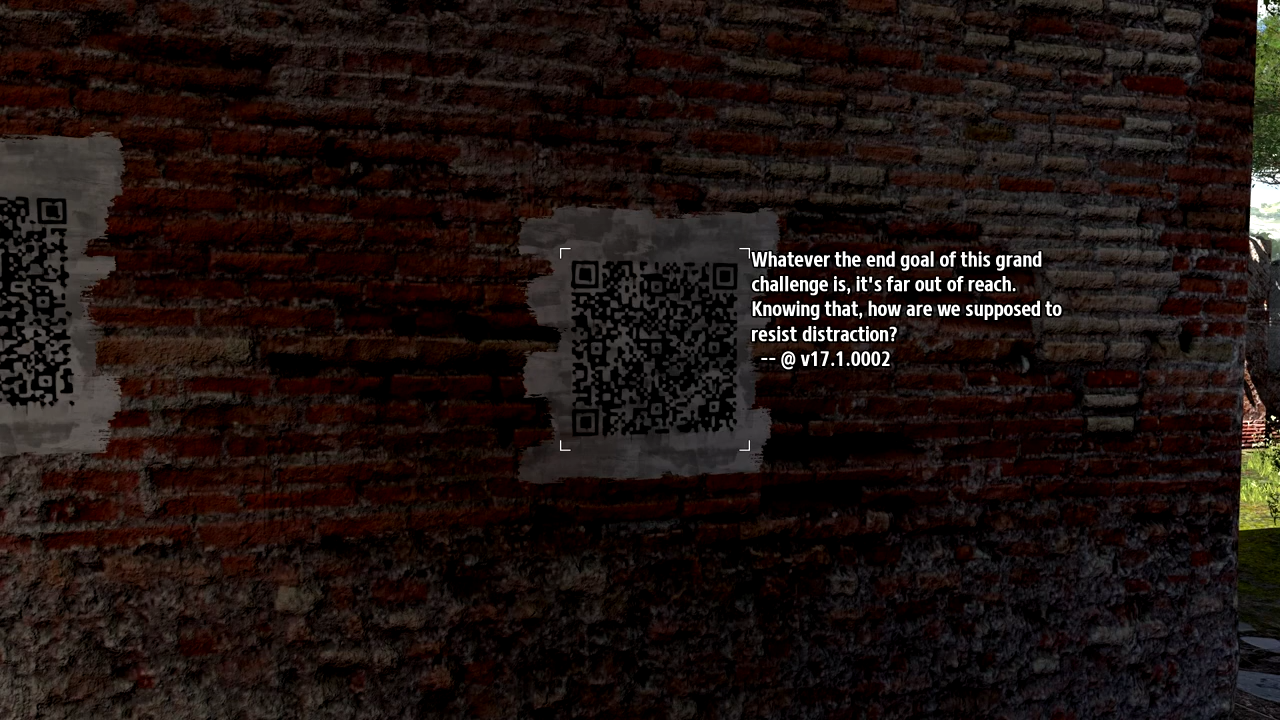 Whatever the end goal of this grand
challenge is, it's far out of reach.
Knowing that, how are we supposed to
resist distraction?
-- @ v17.1.0002